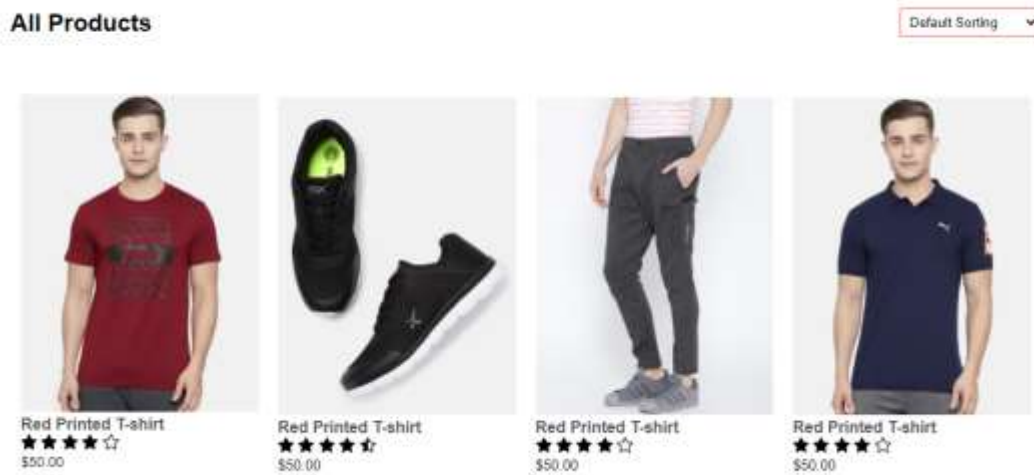 All Products
Default Sorting
Red Printed T-shirt
$50.00
Red Printed T-shirt
$50.00
Red Printed T-shirt
$50.00
Red Printed T-shirt
$50.00